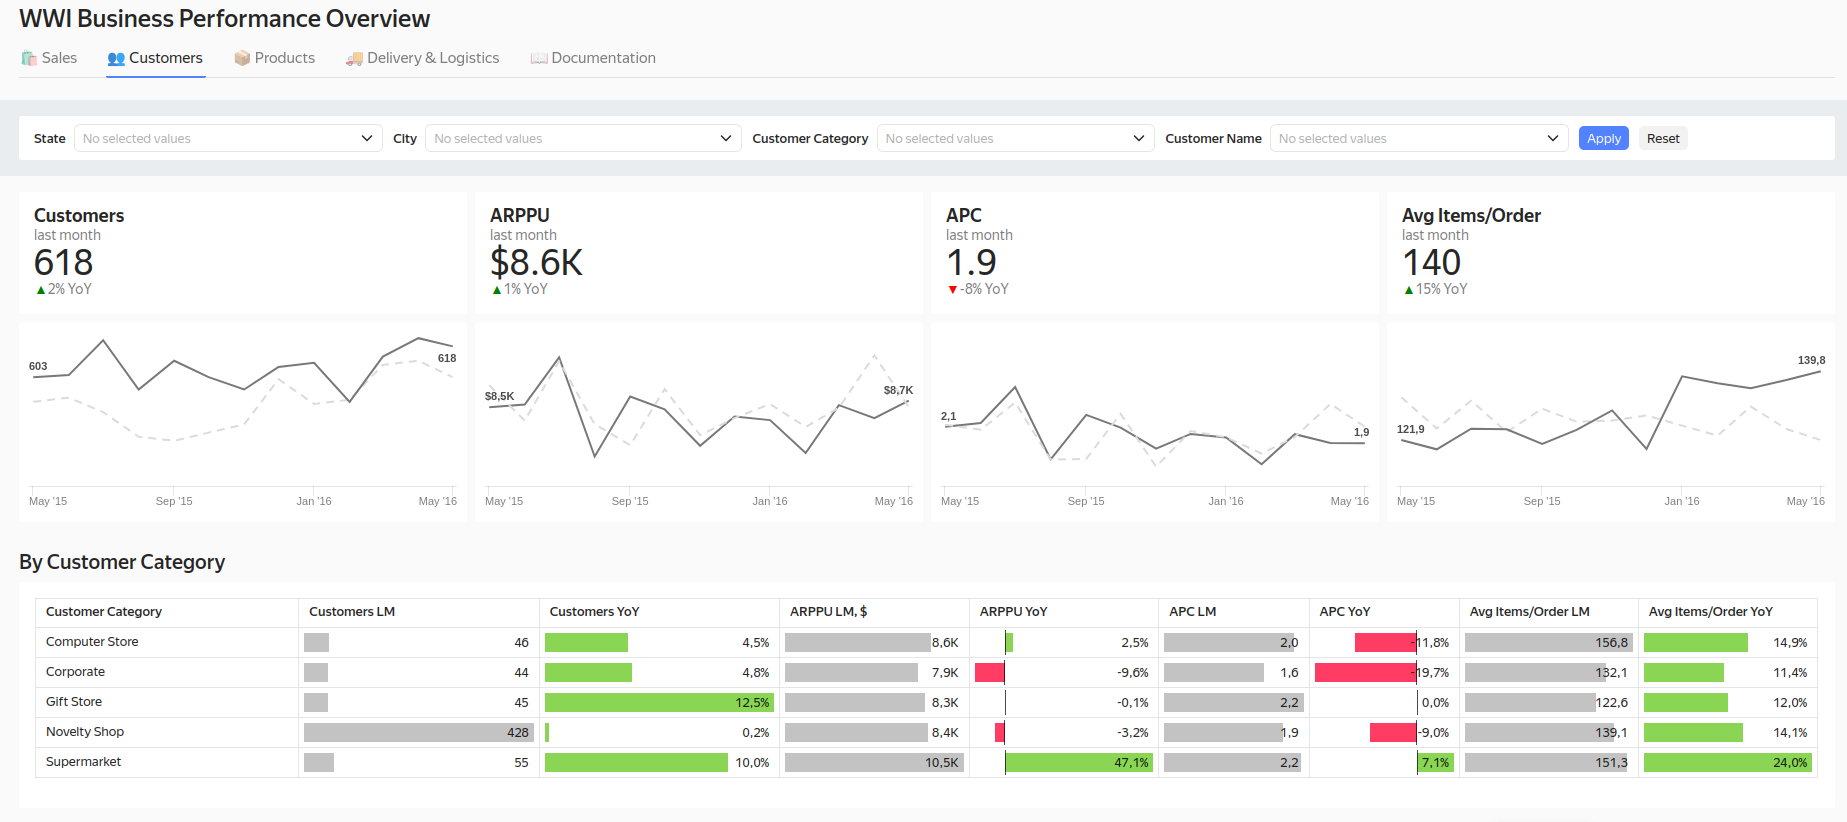 WWI Business Performance Overview
Sales Customers Products Delivery & Logistics Documentation
State No selected values City No selected values Customer Category No selected values Customer Name No selected values Apply Reset
Customers
last month
618
▲2% YoY
ARPPU
last month
$8.6K
▲1% YoY
APC
last month
1.9
▼-8% YoY
Avg Items/Order
last month
140
▲15% YoY
603
618
May '15 Sep '15 Jan '16 May '16
$8,5K
$8,7K
May '15 Sep '15 Jan '16 May '16
2,1
1,9
May '15 Sep '15 Jan '16 May '16
121,9
139,8
May '15 Sep '15 Jan '16 May '16
By Customer Category
Customer Category Customers LM Customers YoY ARPPU LM, $ ARPPU YoY APC LM APC YoY Avg Items/Order LM Avg Items/Order YoY
Computer Store 46 4,5% 8,6K 2,5% 2,0 -11,8% 156,8 14,9%
Corporate 44 4,8% 7,9K -9,6% 1,6 -19,7% 132,1 11,4%
Gift Store 45 12,5% 8,3K -0,1% 2,2 0,0% 122,6 12,0%
Novelty Shop 428 0,2% 8,4K -3,2% 1,9 -9,0% 139,1 14,1%
Supermarket 55 10,0% 10,5K 47,1% 2,2 7,1% 151,3 24,0%